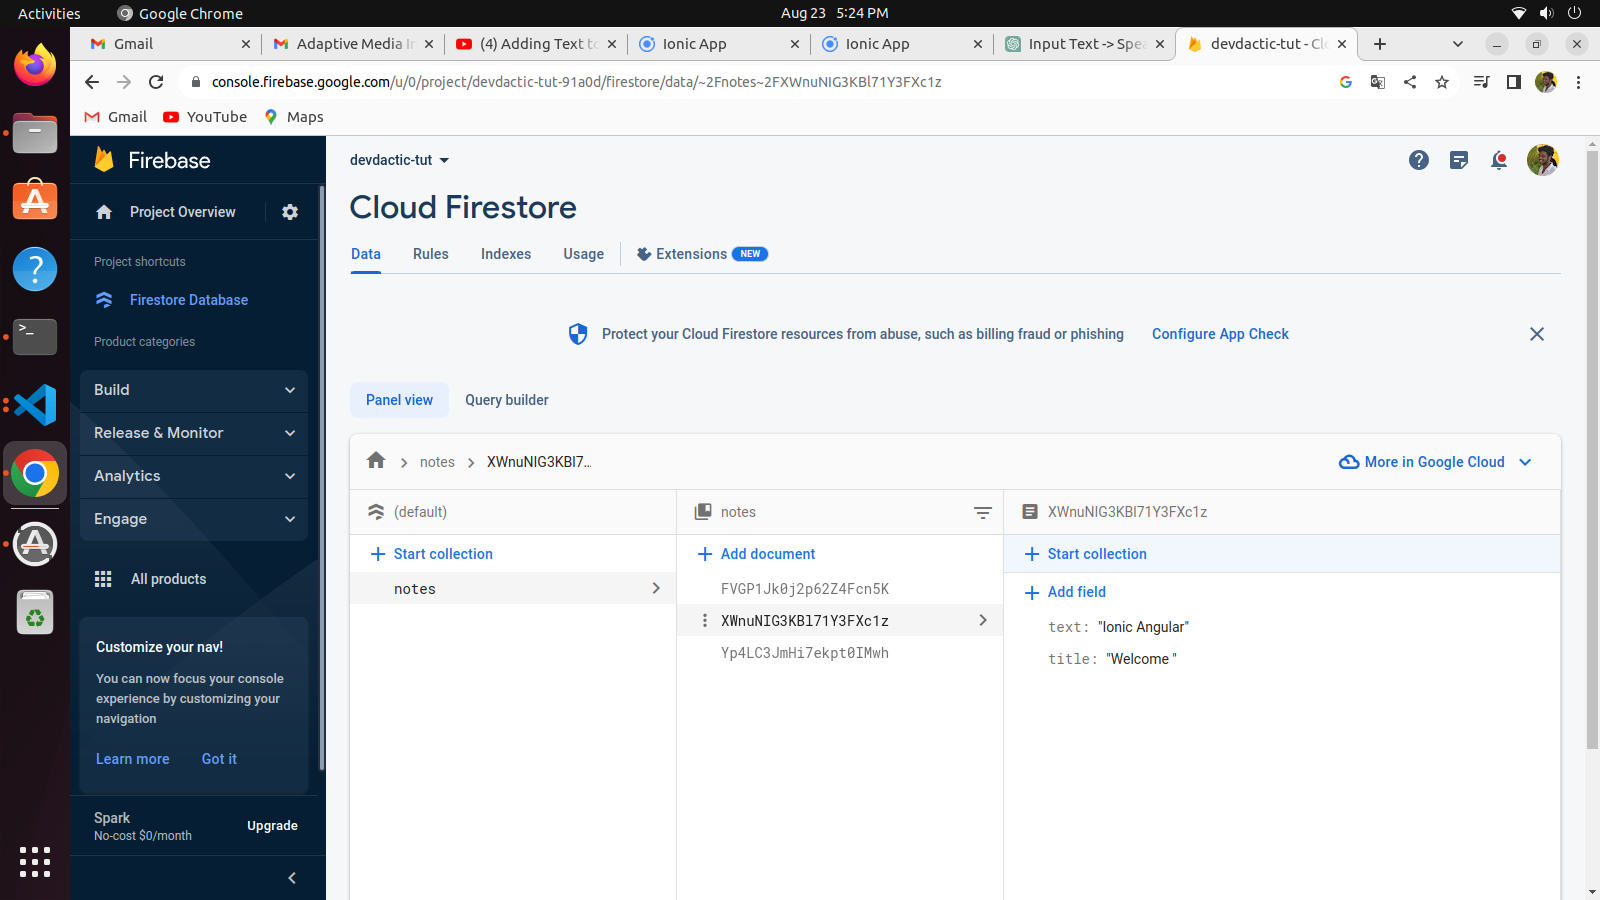 Activities
Google Chrome
Aug 23 5:24 PM
Gmail
Adaptive Media In
(4) Adding Text to
Ionic App
Ionic App
Input Text -> Spea
devdactic-tut - Clo
console.firebase.google.com/u/0/project/devdactic-tut-91a0d/firestore/data/~2Fnotes~2FXWnuNIG3KBl71Y3FXc1z
Gmail
YouTube
Maps
Firebase
Project Overview
Project shortcuts
Firestore Database
Product categories
Build
Release & Monitor
Analytics
Engage
All products
Customize your nav!
You can now focus your console
experience by customizing your
navigation
Learn more
Got it
Spark
No-cost $0/month
Upgrade
devdactic-tut
Cloud Firestore
Data
Rules
Indexes
Usage
Extensions
NEW
Protect your Cloud Firestore resources from abuse, such as billing fraud or phishing
Configure App Check
Panel view
Query builder
notes
XWnuNIG3KBl7...
More in Google Cloud
(default)
notes
XWnuNIG3KBl71Y3FXc1z
Start collection
Add document
Start collection
notes
FVGP1Jk0j2p62Z4Fcn5K
XWnuNIG3KBl71Y3FXc1z
Yp4LC3JmHi7ekpt0IMwh
Add field
text: "Ionic Angular"
title: "Welcome "